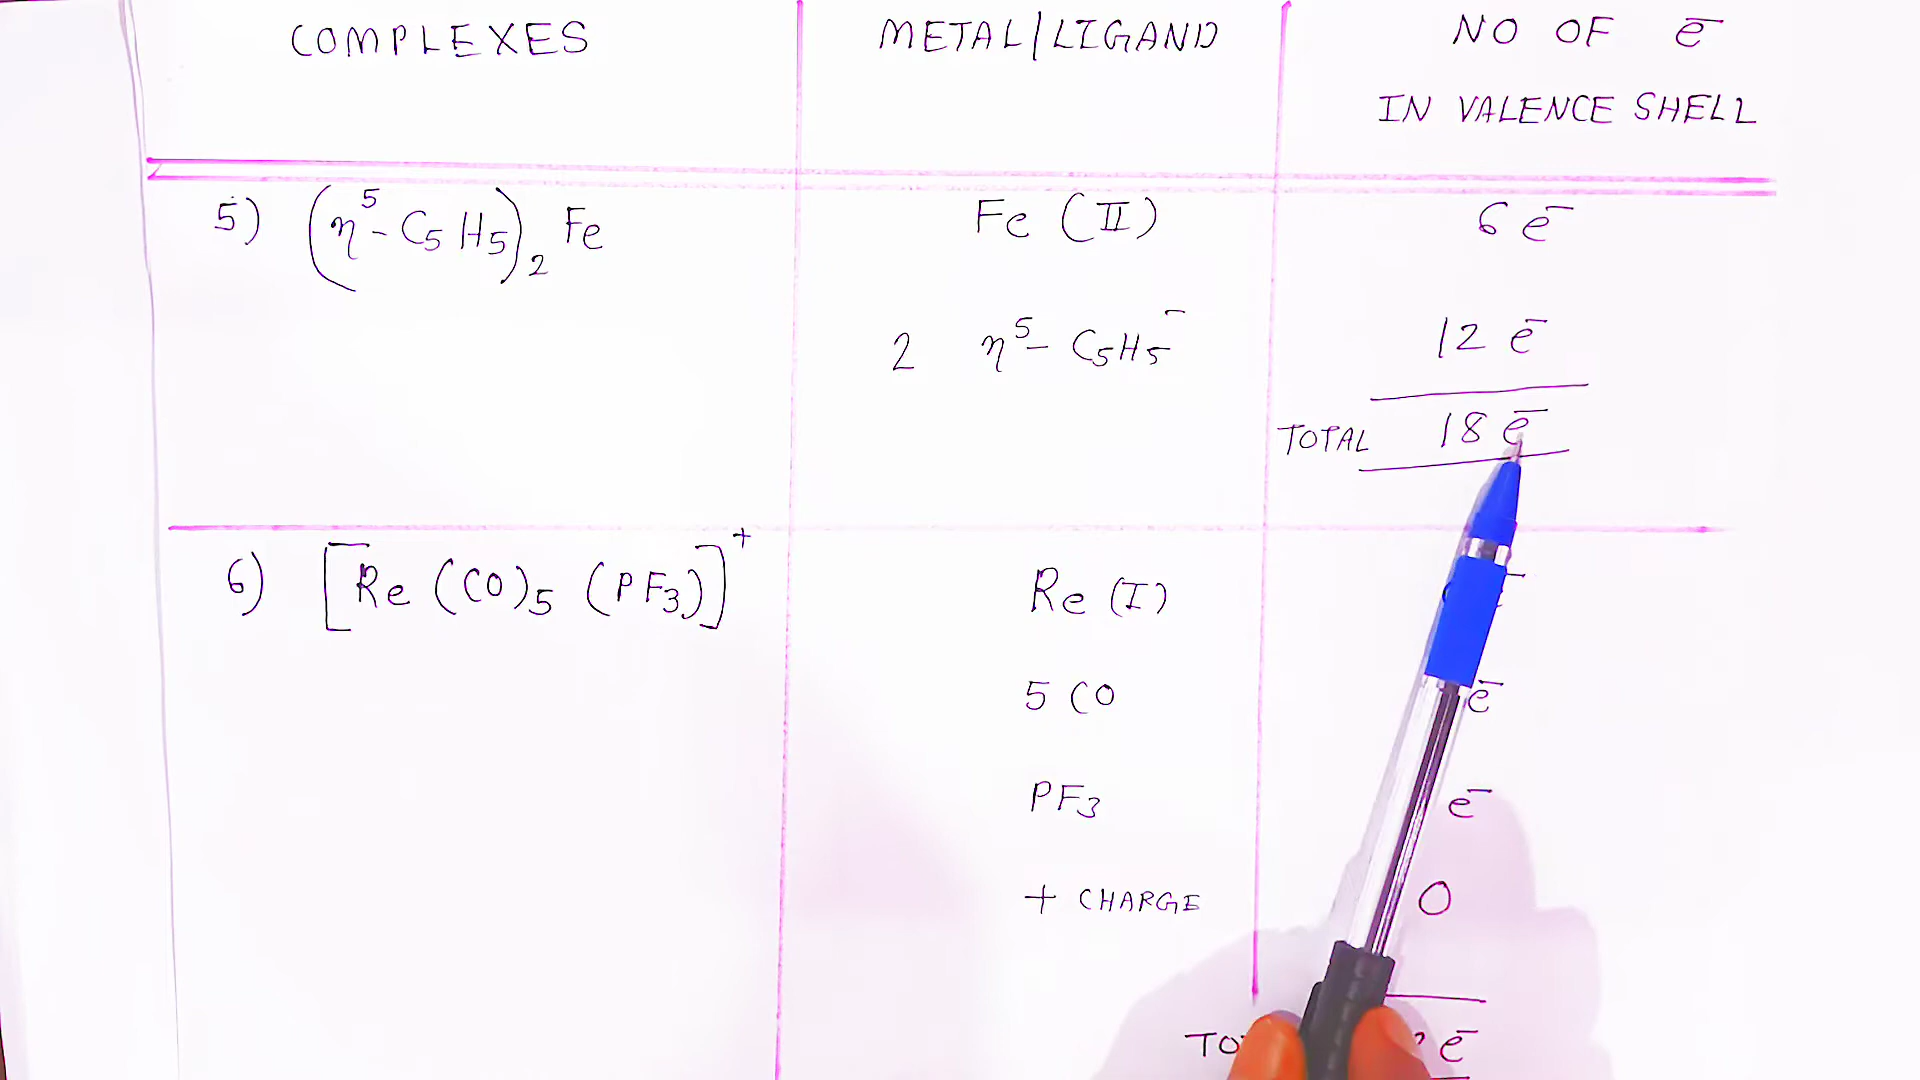 COMPLEXES
METAL/LIGAND
NO OF e⁻
IN VALENCE SHELL
5) (η⁵-C₅H₅)₂ Fe
Fe (II)
6 e⁻
2 η⁵-C₅H₅⁻
12 e⁻
TOTAL 18 e⁻
6) [Re (CO)₅ (PF₃)]⁺
Re (I)
5 CO
e⁻
PF₃
e⁻
+ CHARGE
0
e⁻